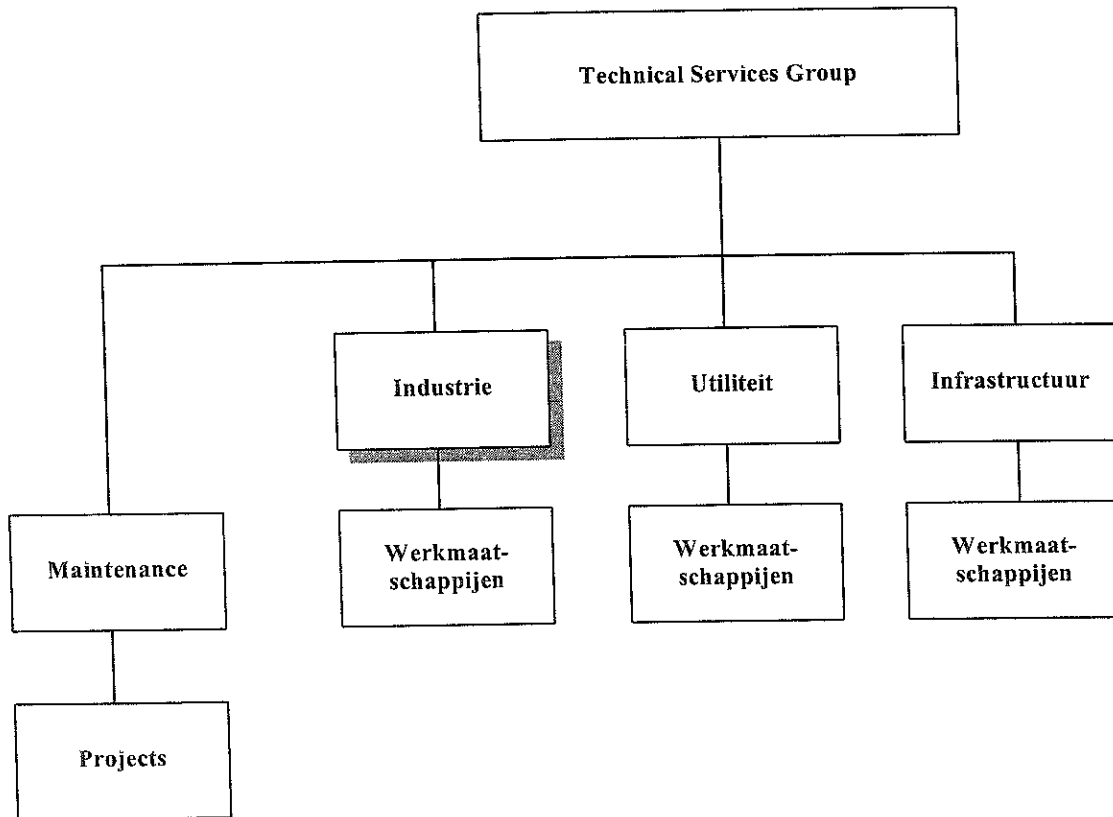 Technical Services Group
Industrie
Utiliteit
Infrastructuur
Maintenance
Werkmaat-
schappijen
Werkmaat-
schappijen
Werkmaat-
schappijen
Projects